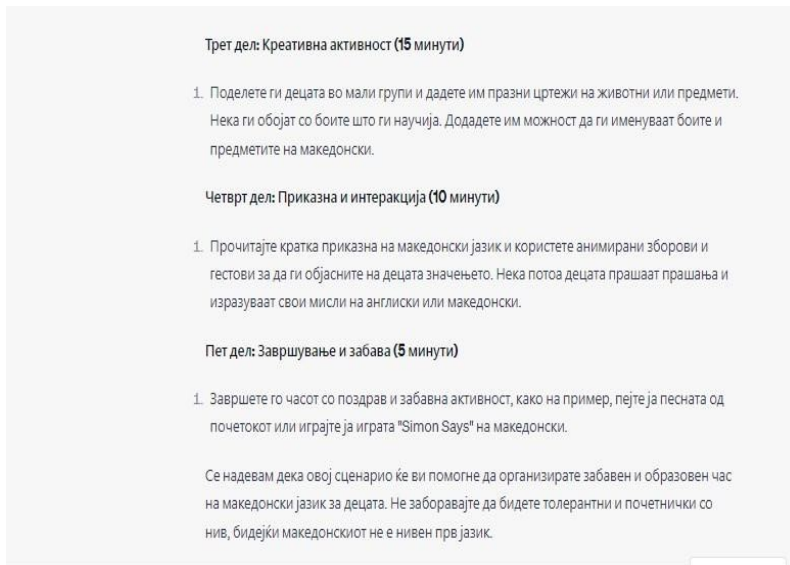 Трет дел: Креативна активност (15 минути)
1. Поделете ги децата во мали групи и дадете им празни цртежи на животни или предмети.
Нека ги обојат со боите што ги научија. Додадете им можност да ги именуваат боите и
предметите на македонски.
Четврт дел: Приказна и интеракција (10 минути)
1. Прочитајте кратка приказна на македонски јазик и користете анимирани зборови и
гестови за да ги објасните на децата значењето. Нека потоа децата прашаат прашања и
изразуваат свои мисли на англиски или македонски.
Пет дел: Завршување и забава (5 минути)
1. Завршете го часот со поздрав и забавна активност, како на пример, пејте ја песната од
почетокот или играјте ја играта "Simon Says" на македонски.
Се надевам дека овој сценарио ќе ви помогне да организирате забавен и образовен час
на македонски јазик за децата. Не заборавајте да бидете толерантни и почетнички со
нив, бидејќи македонскиот не е нивен прв јазик.